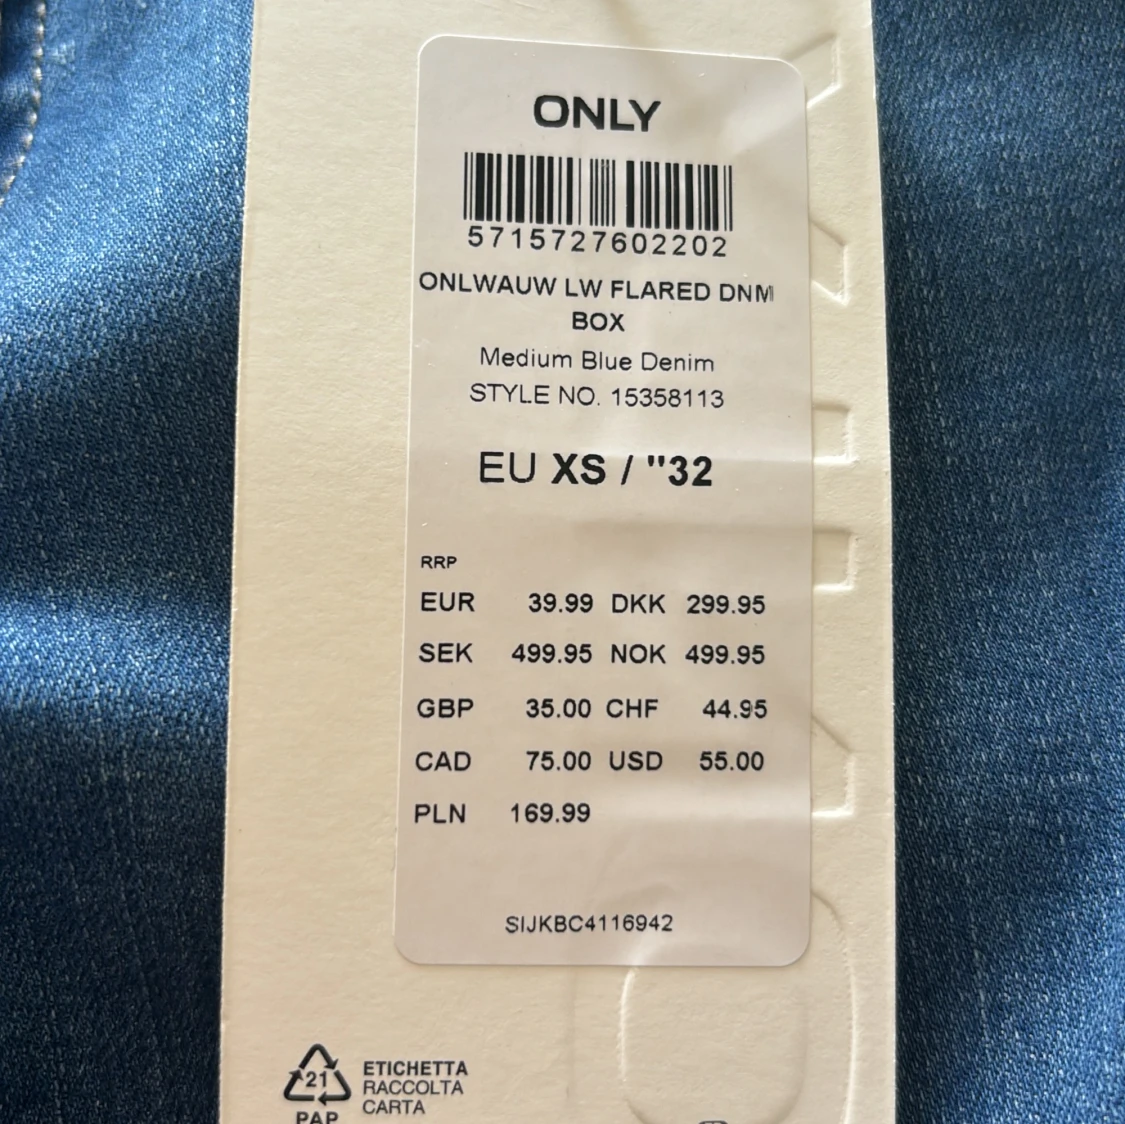 ONLY
5715727602202
ONLWAUW LW FLARED DNM
BOX
Medium Blue Denim
STYLE NO. 15358113
EU XS / "32
RRP
EUR 39.99 DKK 299.95
SEK 499.95 NOK 499.95
GBP 35.00 CHF 44.95
CAD 75.00 USD 55.00
PLN 169.99
SIJKBC4116942
21
PAP
ETICHETTA
RACCOLTA
CARTA